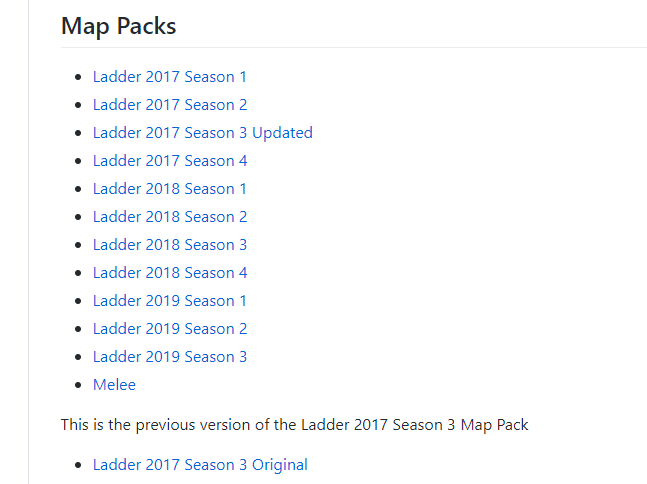 Map Packs
Ladder 2017 Season 1
Ladder 2017 Season 2
Ladder 2017 Season 3 Updated
Ladder 2017 Season 4
Ladder 2018 Season 1
Ladder 2018 Season 2
Ladder 2018 Season 3
Ladder 2018 Season 4
Ladder 2019 Season 1
Ladder 2019 Season 2
Ladder 2019 Season 3
Melee
This is the previous version of the Ladder 2017 Season 3 Map Pack
Ladder 2017 Season 3 Original